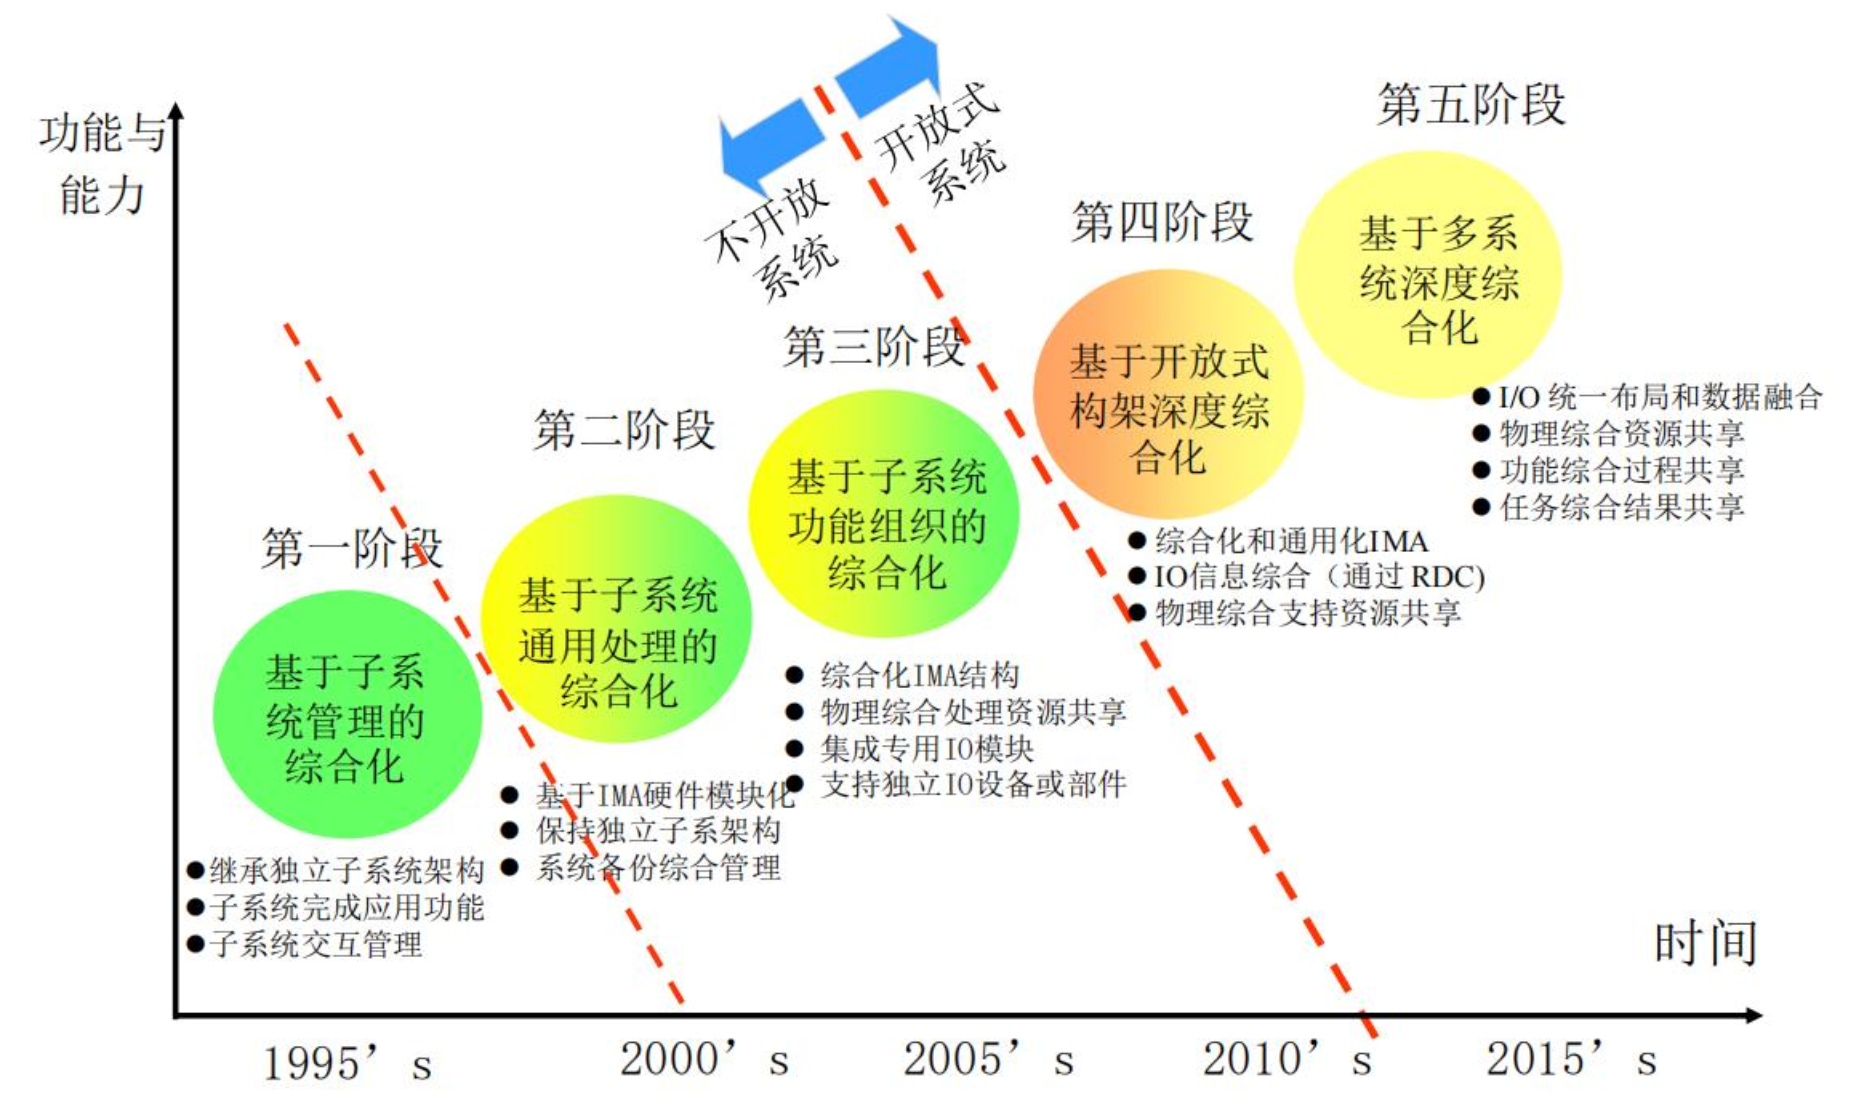 功能与
能力
不开放
系统
开放式
系统
第一阶段
基于子系
统管理的
综合化
●继承独立子系统架构
●子系统完成应用功能
●子系统交互管理
第二阶段
基于子系统
通用处理的
综合化
● 基于IMA硬件模块化
● 保持独立子系架构
● 系统备份综合管理
第三阶段
基于子系统
功能组织的
综合化
● 综合化IMA结构
● 物理综合处理资源共享
● 集成专用IO模块
● 支持独立IO设备或部件
第四阶段
基于开放式
构架深度综
合化
● 综合化和通用化IMA
● IO信息综合（通过 RDC)
● 物理综合支持资源共享
第五阶段
基于多系
统深度综
合化
● I/O 统一布局和数据融合
● 物理综合资源共享
● 功能综合过程共享
● 任务综合结果共享
时间
1995’s
2000’s
2005’s
2010’s
2015’s